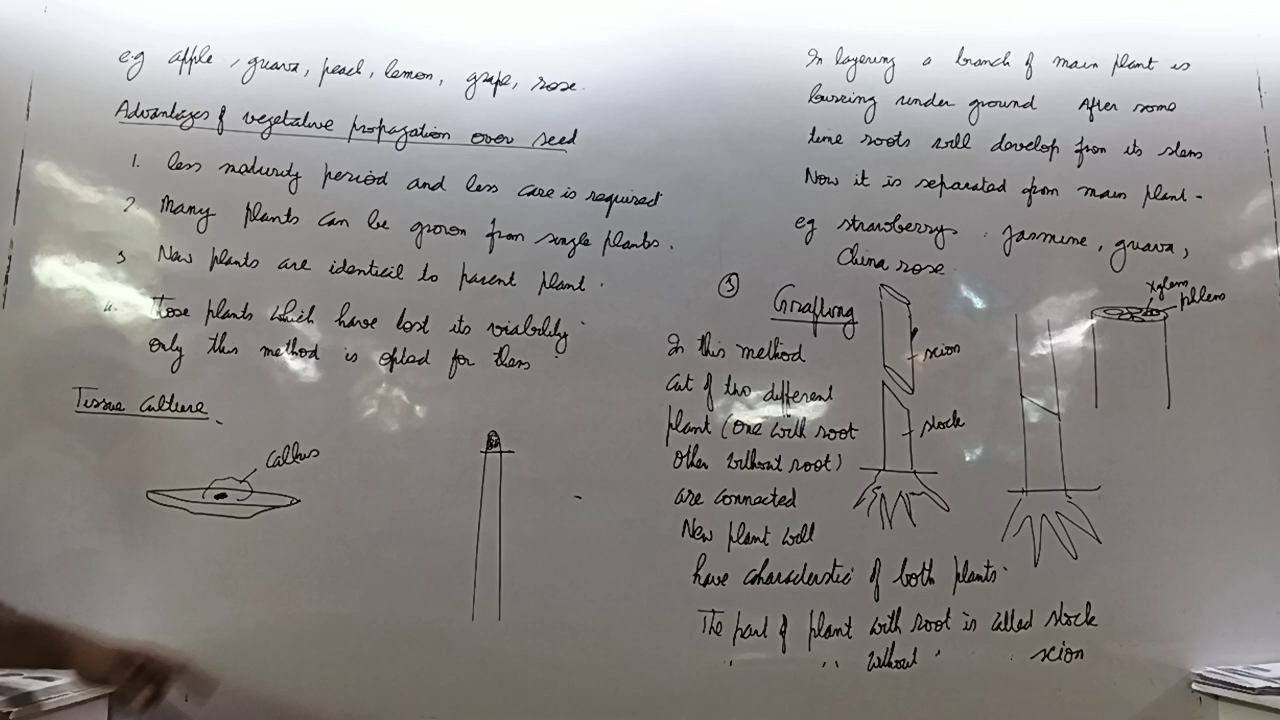 e.g apple, guava, peach, lemon, grape, rose.
Advantages of vegetative propagation over seed
1. less maturity period and less care is required
2. Many plants can be grown from single plants.
3 New plants are identicil to parent plant.
4. Those plants which have lost its viability
only this method is opted for them
Tissue Culture
Callus
In layering a branch of main plant is
burring under ground After some
time roots will develop from its stem
Now it is separated from main plant -
eg strawberry, Jasmine, guava,
China rose
③ Grafting
In this method
Cut of two different
plant (One with root
Other without root)
are connected
New plant will
have characterstic of both plants.
The part of plant with root is called stock
" " without " scion
scion
stock
xylem
phloem